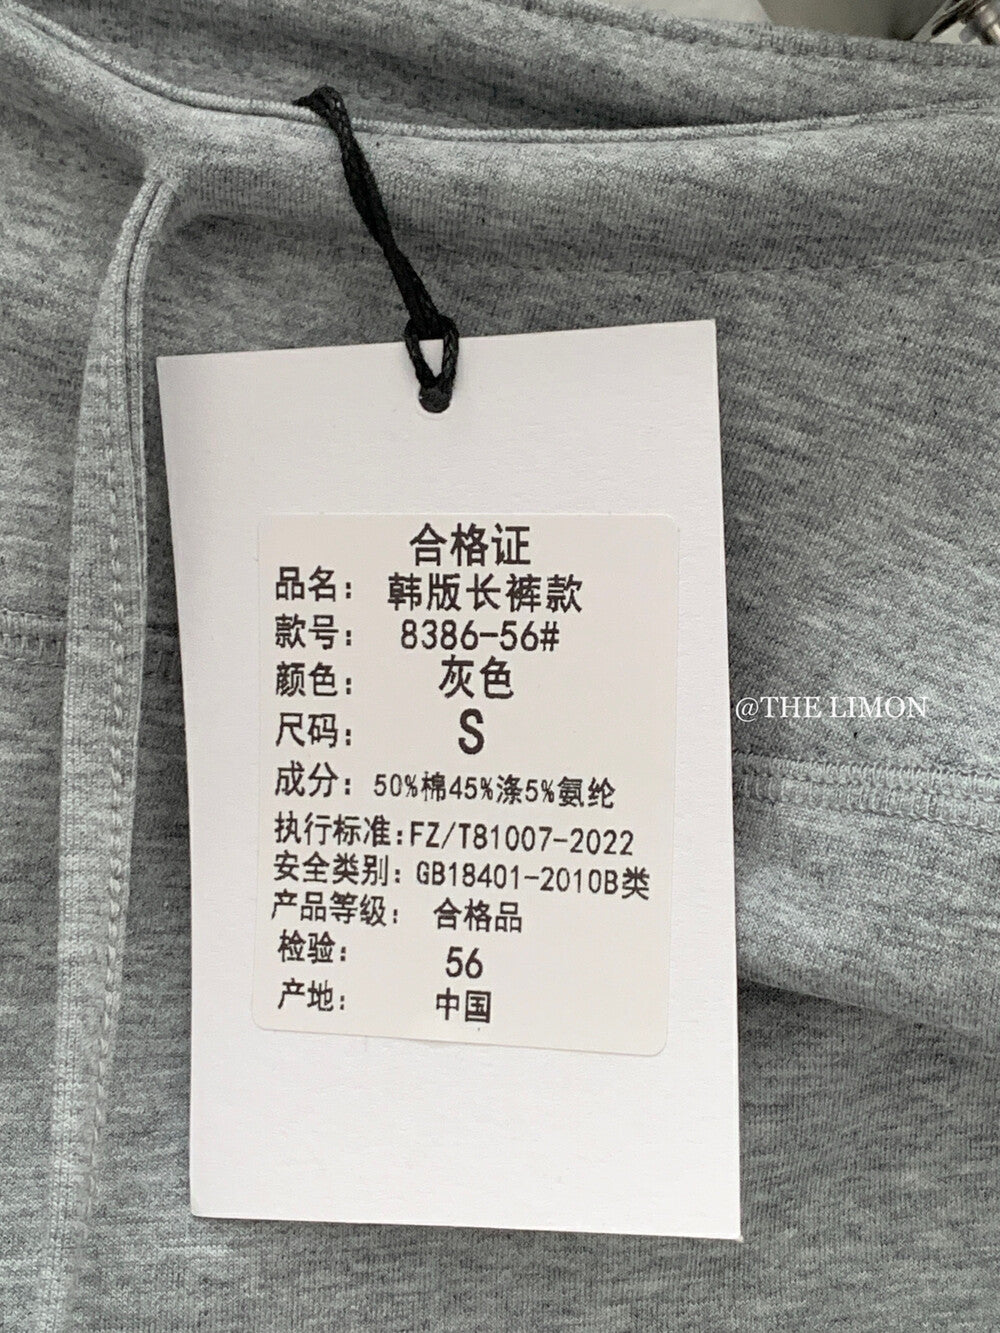 合格证
品名: 韩版长裤款
款号: 8386-56#
颜色: 灰色
尺码: S
成分: 50%棉45%涤5%氨纶
执行标准:FZ/T81007-2022
安全类别: GB18401-2010B类
产品等级: 合格品
检验: 56
产地: 中国
@THE LIMON